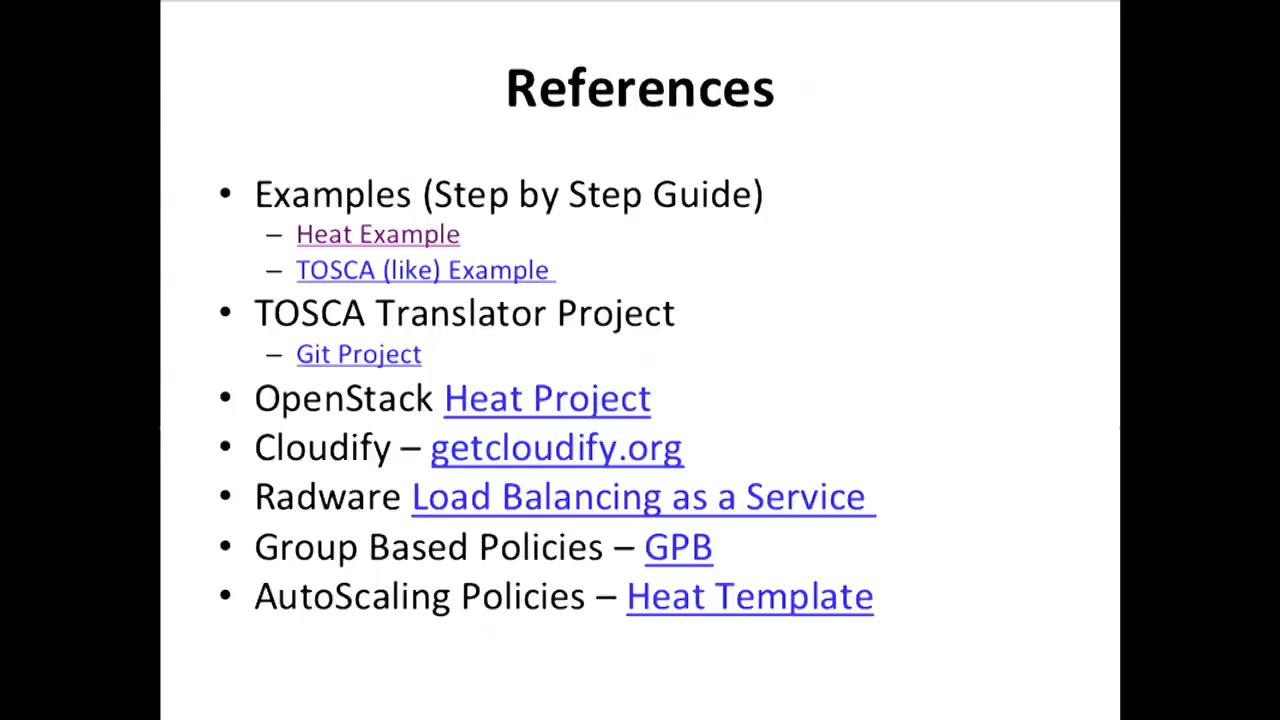 References
• Examples (Step by Step Guide)
– Heat Example
– TOSCA (like) Example
• TOSCA Translator Project
– Git Project
• OpenStack Heat Project
• Cloudify – getcloudify.org
• Radware Load Balancing as a Service
• Group Based Policies – GPB
• AutoScaling Policies – Heat Template